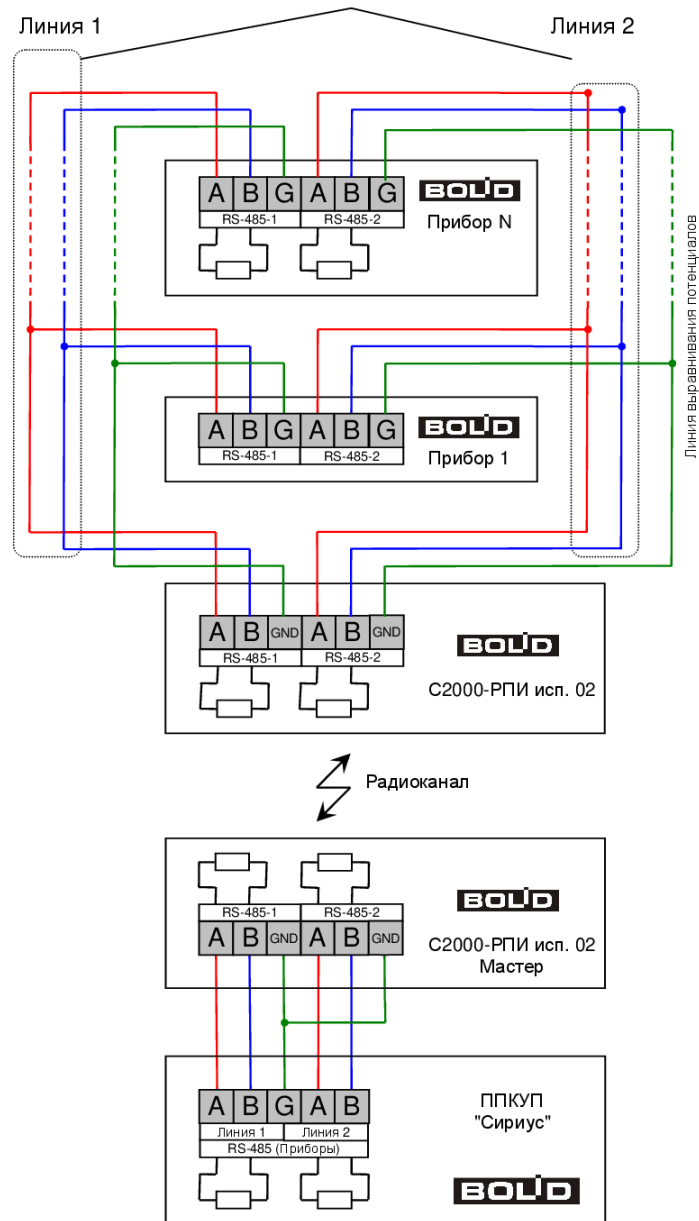 Линия 1
Линия 2
A B G A B G
RS-485-1 RS-485-2
BOLID
Прибор N
Линия выравнивания потенциалов
A B G A B G
RS-485-1 RS-485-2
BOLID
Прибор 1
A B GND A B GND
RS-485-1 RS-485-2
BOLID
С2000-РПИ исп. 02
Радиоканал
RS-485-1 RS-485-2
A B GND A B GND
BOLID
С2000-РПИ исп. 02
Мастер
A B G A B
Линия 1 Линия 2
RS-485 (Приборы)
ППКУП
"Сириус"
BOLID